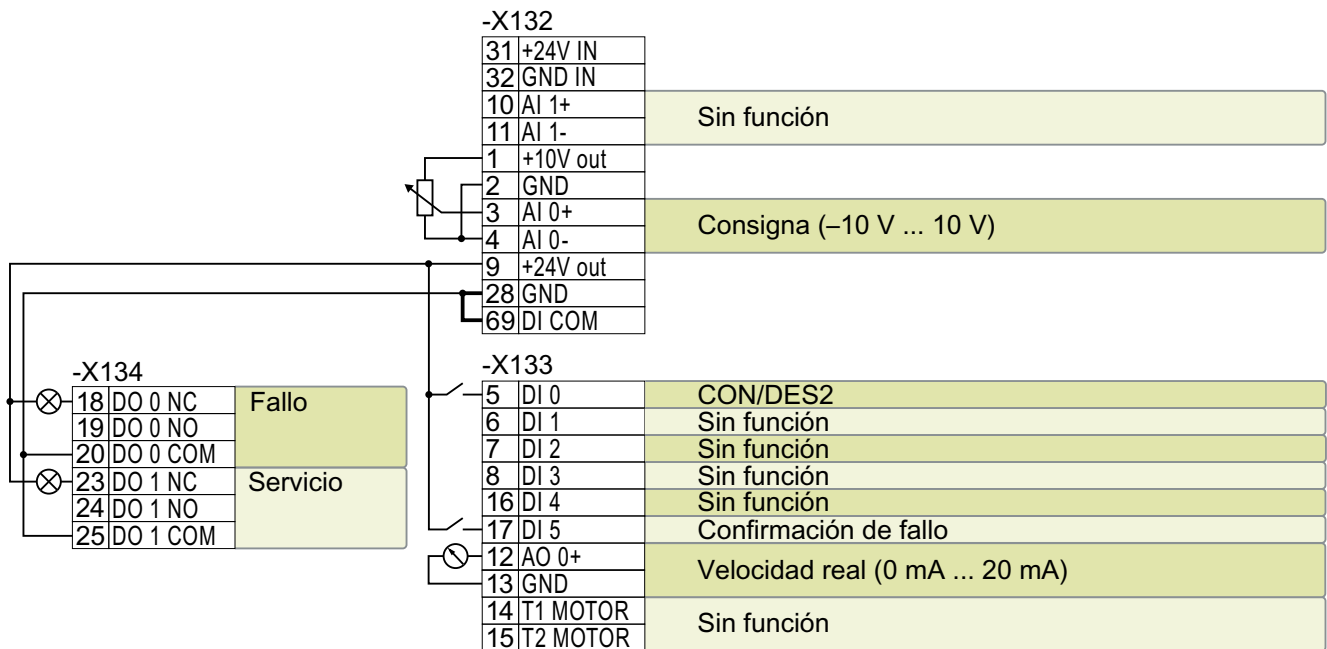 -X132
31 +24V IN
32 GND IN
10 AI 1+
Sin función
11 AI 1-
1 +10V out
2 GND
3 AI 0+
Consigna (–10 V ... 10 V)
4 AI 0-
9 +24V out
28 GND
69 DI COM
-X134
18 DO 0 NC Fallo
19 DO 0 NO
20 DO 0 COM
23 DO 1 NC Servicio
24 DO 1 NO
25 DO 1 COM
-X133
5 DI 0 CON/DES2
6 DI 1 Sin función
7 DI 2 Sin función
8 DI 3 Sin función
16 DI 4 Sin función
17 DI 5 Confirmación de fallo
12 AO 0+
Velocidad real (0 mA ... 20 mA)
13 GND
14 T1 MOTOR
Sin función
15 T2 MOTOR